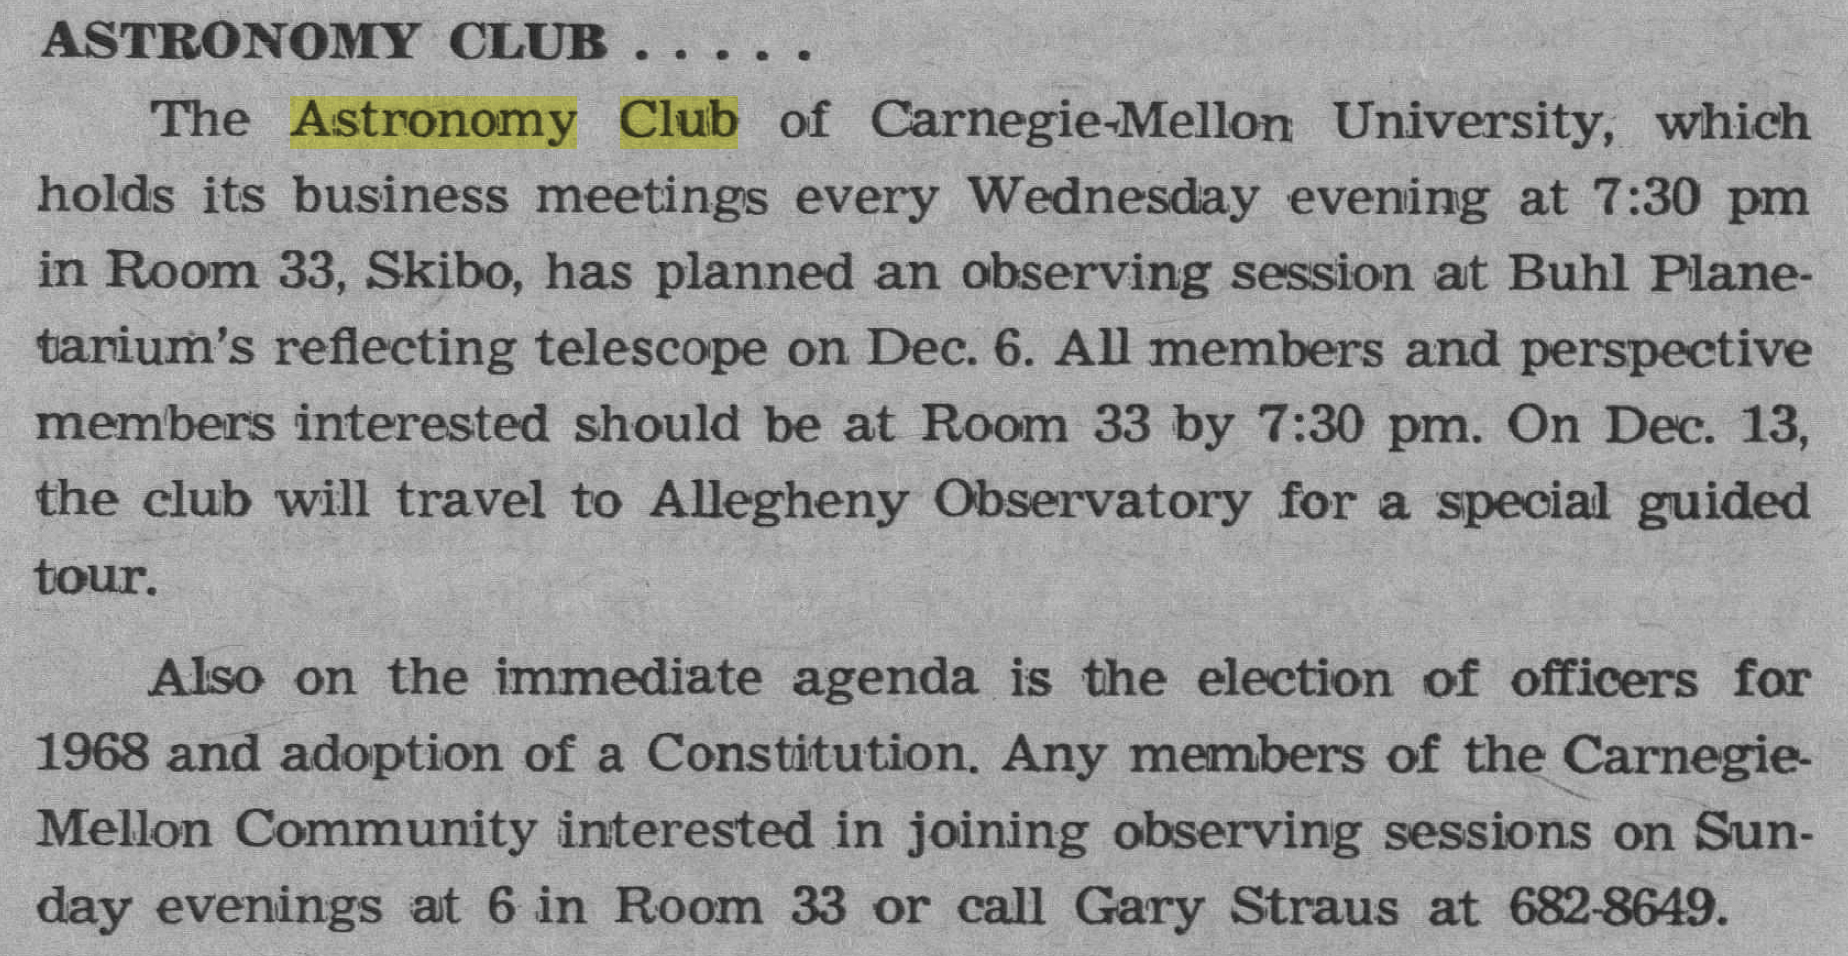 ASTRONOMY CLUB . . . . .
The Astronomy Club of Carnegie-Mellon University, which
holds its business meetings every Wednesday evening at 7:30 pm
in Room 33, Skibo, has planned an observing session at Buhl Plane-
tarium's reflecting telescope on Dec. 6. All members and perspective
members interested should be at Room 33 by 7:30 pm. On Dec. 13,
the club will travel to Allegheny Observatory for a special guided
tour.
Also on the immediate agenda is the election of officers for
1968 and adoption of a Constitution. Any members of the Carnegie-
Mellon Community interested in joining observing sessions on Sun-
day evenings at 6 in Room 33 or call Gary Straus at 682-8649.